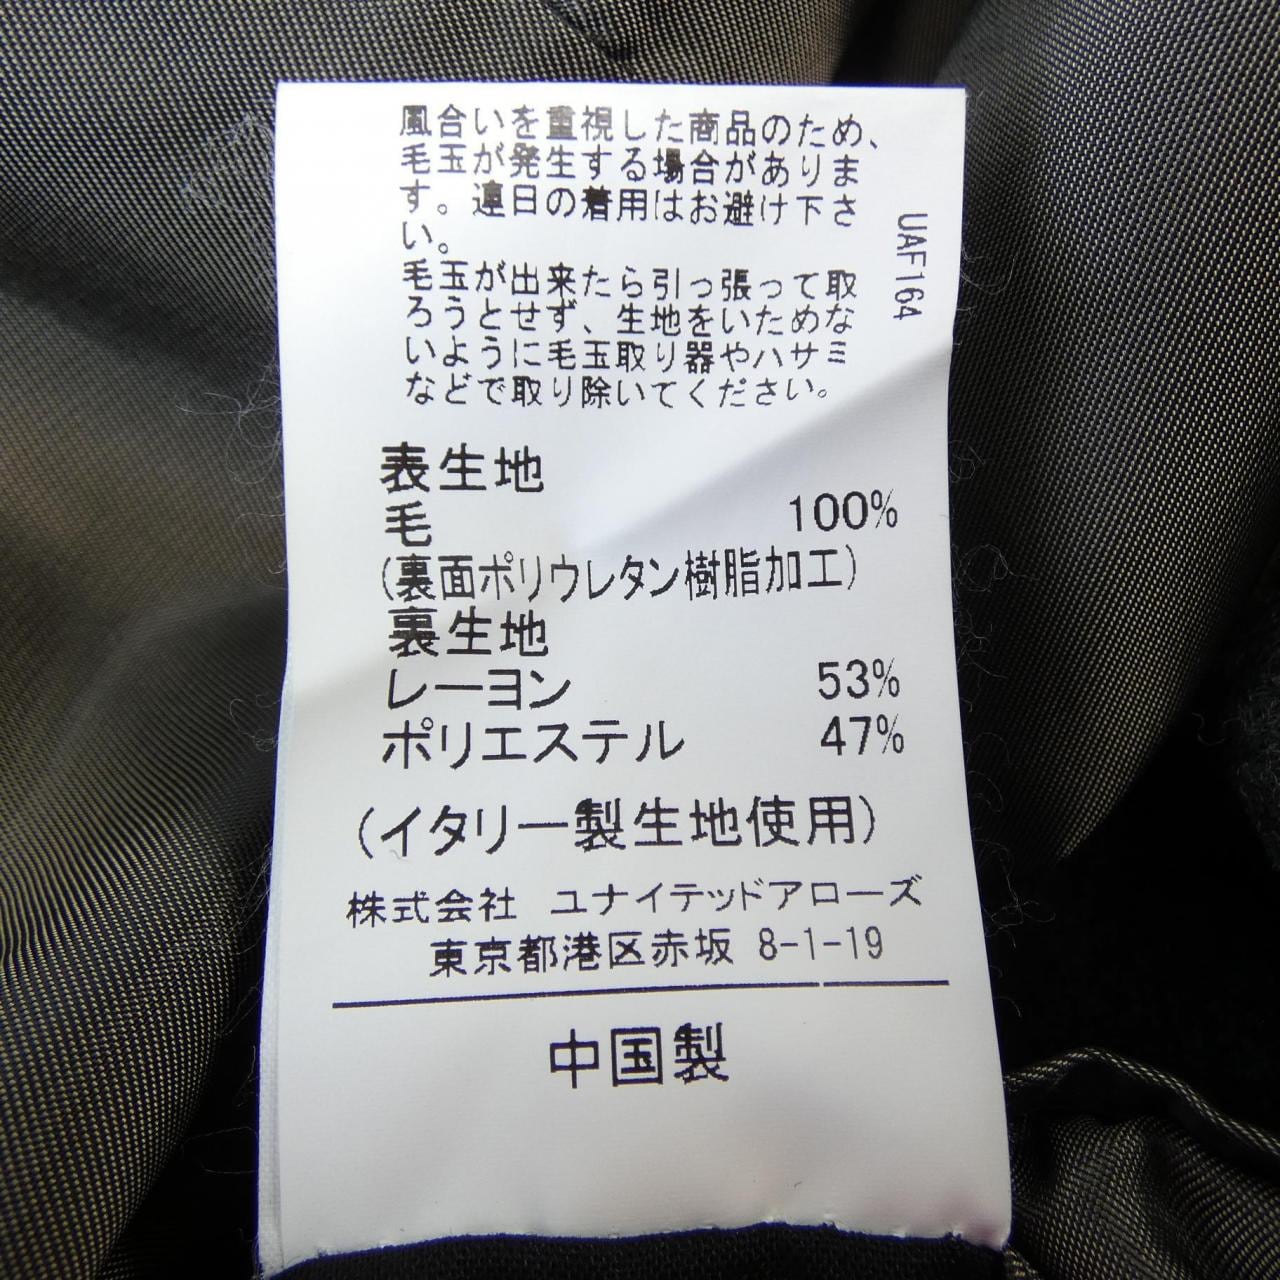 風合いを重視した商品のため、
毛玉が発生する場合がありま
す。連日の着用はお避け下さ
い。
毛玉が出来たら引っ張って取
ろうとせず、生地をいためな
いように毛玉取り器やハサミ
などで取り除いてください。
UAF164
表生地
毛 100%
(裏面ポリウレタン樹脂加工)
裏生地
レーヨン 53%
ポリエステル 47%
(イタリー製生地使用)
株式会社 ユナイテッドアローズ
東京都港区赤坂 8-1-19
中国製